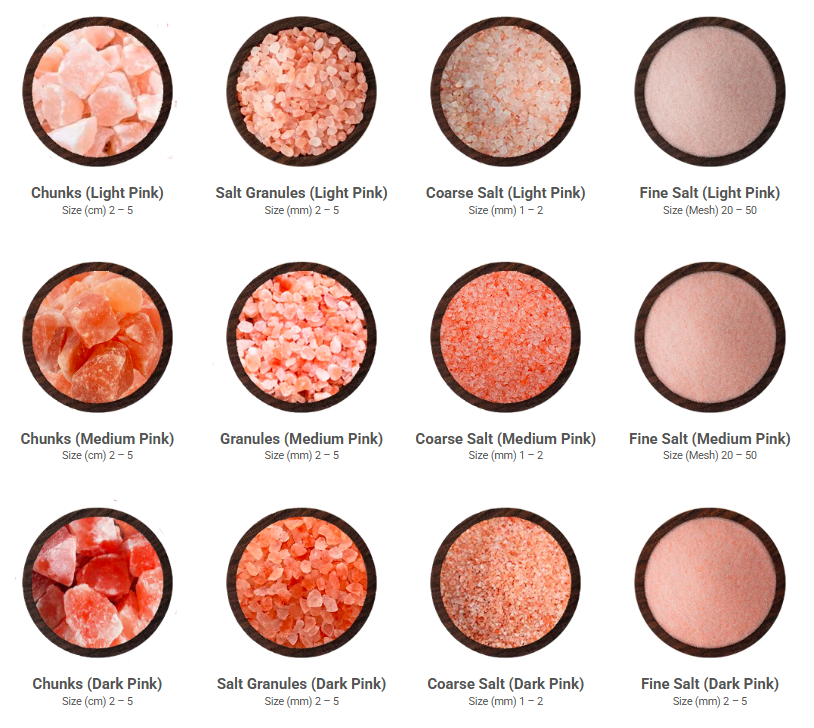 Chunks (Light Pink)
Size (cm) 2 – 5
Salt Granules (Light Pink)
Size (mm) 2 – 5
Coarse Salt (Light Pink)
Size (mm) 1 – 2
Fine Salt (Light Pink)
Size (Mesh) 20 – 50
Chunks (Medium Pink)
Size (cm) 2 – 5
Granules (Medium Pink)
Size (mm) 2 – 5
Coarse Salt (Medium Pink)
Size (mm) 1 – 2
Fine Salt (Medium Pink)
Size (Mesh) 20 – 50
Chunks (Dark Pink)
Size (cm) 2 – 5
Salt Granules (Dark Pink)
Size (mm) 2 – 5
Coarse Salt (Dark Pink)
Size (mm) 1 – 2
Fine Salt (Dark Pink)
Size (mm) 2 – 5